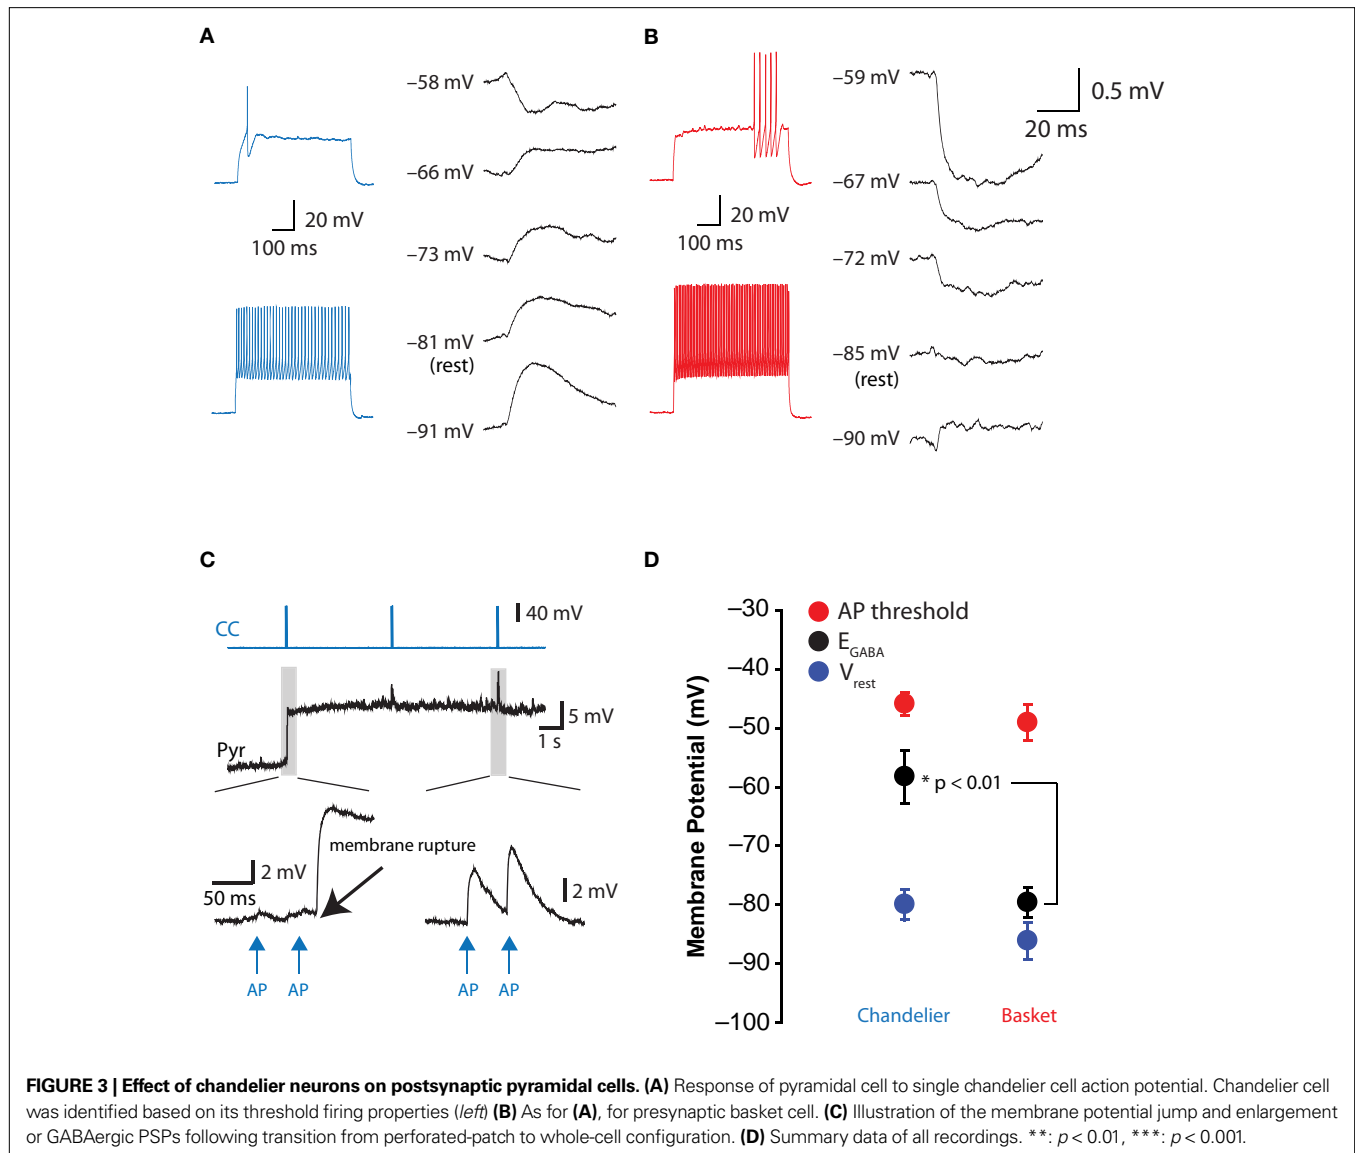 A
–58 mV
–66 mV
20 mV
100 ms
–73 mV
–81 mV
(rest)
–91 mV
B
–59 mV
0.5 mV
20 ms
–67 mV
20 mV
100 ms
–72 mV
–85 mV
(rest)
–90 mV
C
40 mV
CC
5 mV
1 s
Pyr
membrane rupture
2 mV
50 ms
2 mV
AP
AP
AP
AP
D
–30
–40
–50
–60
–70
–80
–90
–100
Membrane Potential (mV)
AP threshold
EGABA
Vrest
* p < 0.01
Chandelier
Basket
FIGURE 3 | Effect of chandelier neurons on postsynaptic pyramidal cells. (A) Response of pyramidal cell to single chandelier cell action potential. Chandelier cell
was identified based on its threshold firing properties (left) (B) As for (A), for presynaptic basket cell. (C) Illustration of the membrane potential jump and enlargement
or GABAergic PSPs following transition from perforated-patch to whole-cell configuration. (D) Summary data of all recordings. **: p < 0.01, ***: p < 0.001.